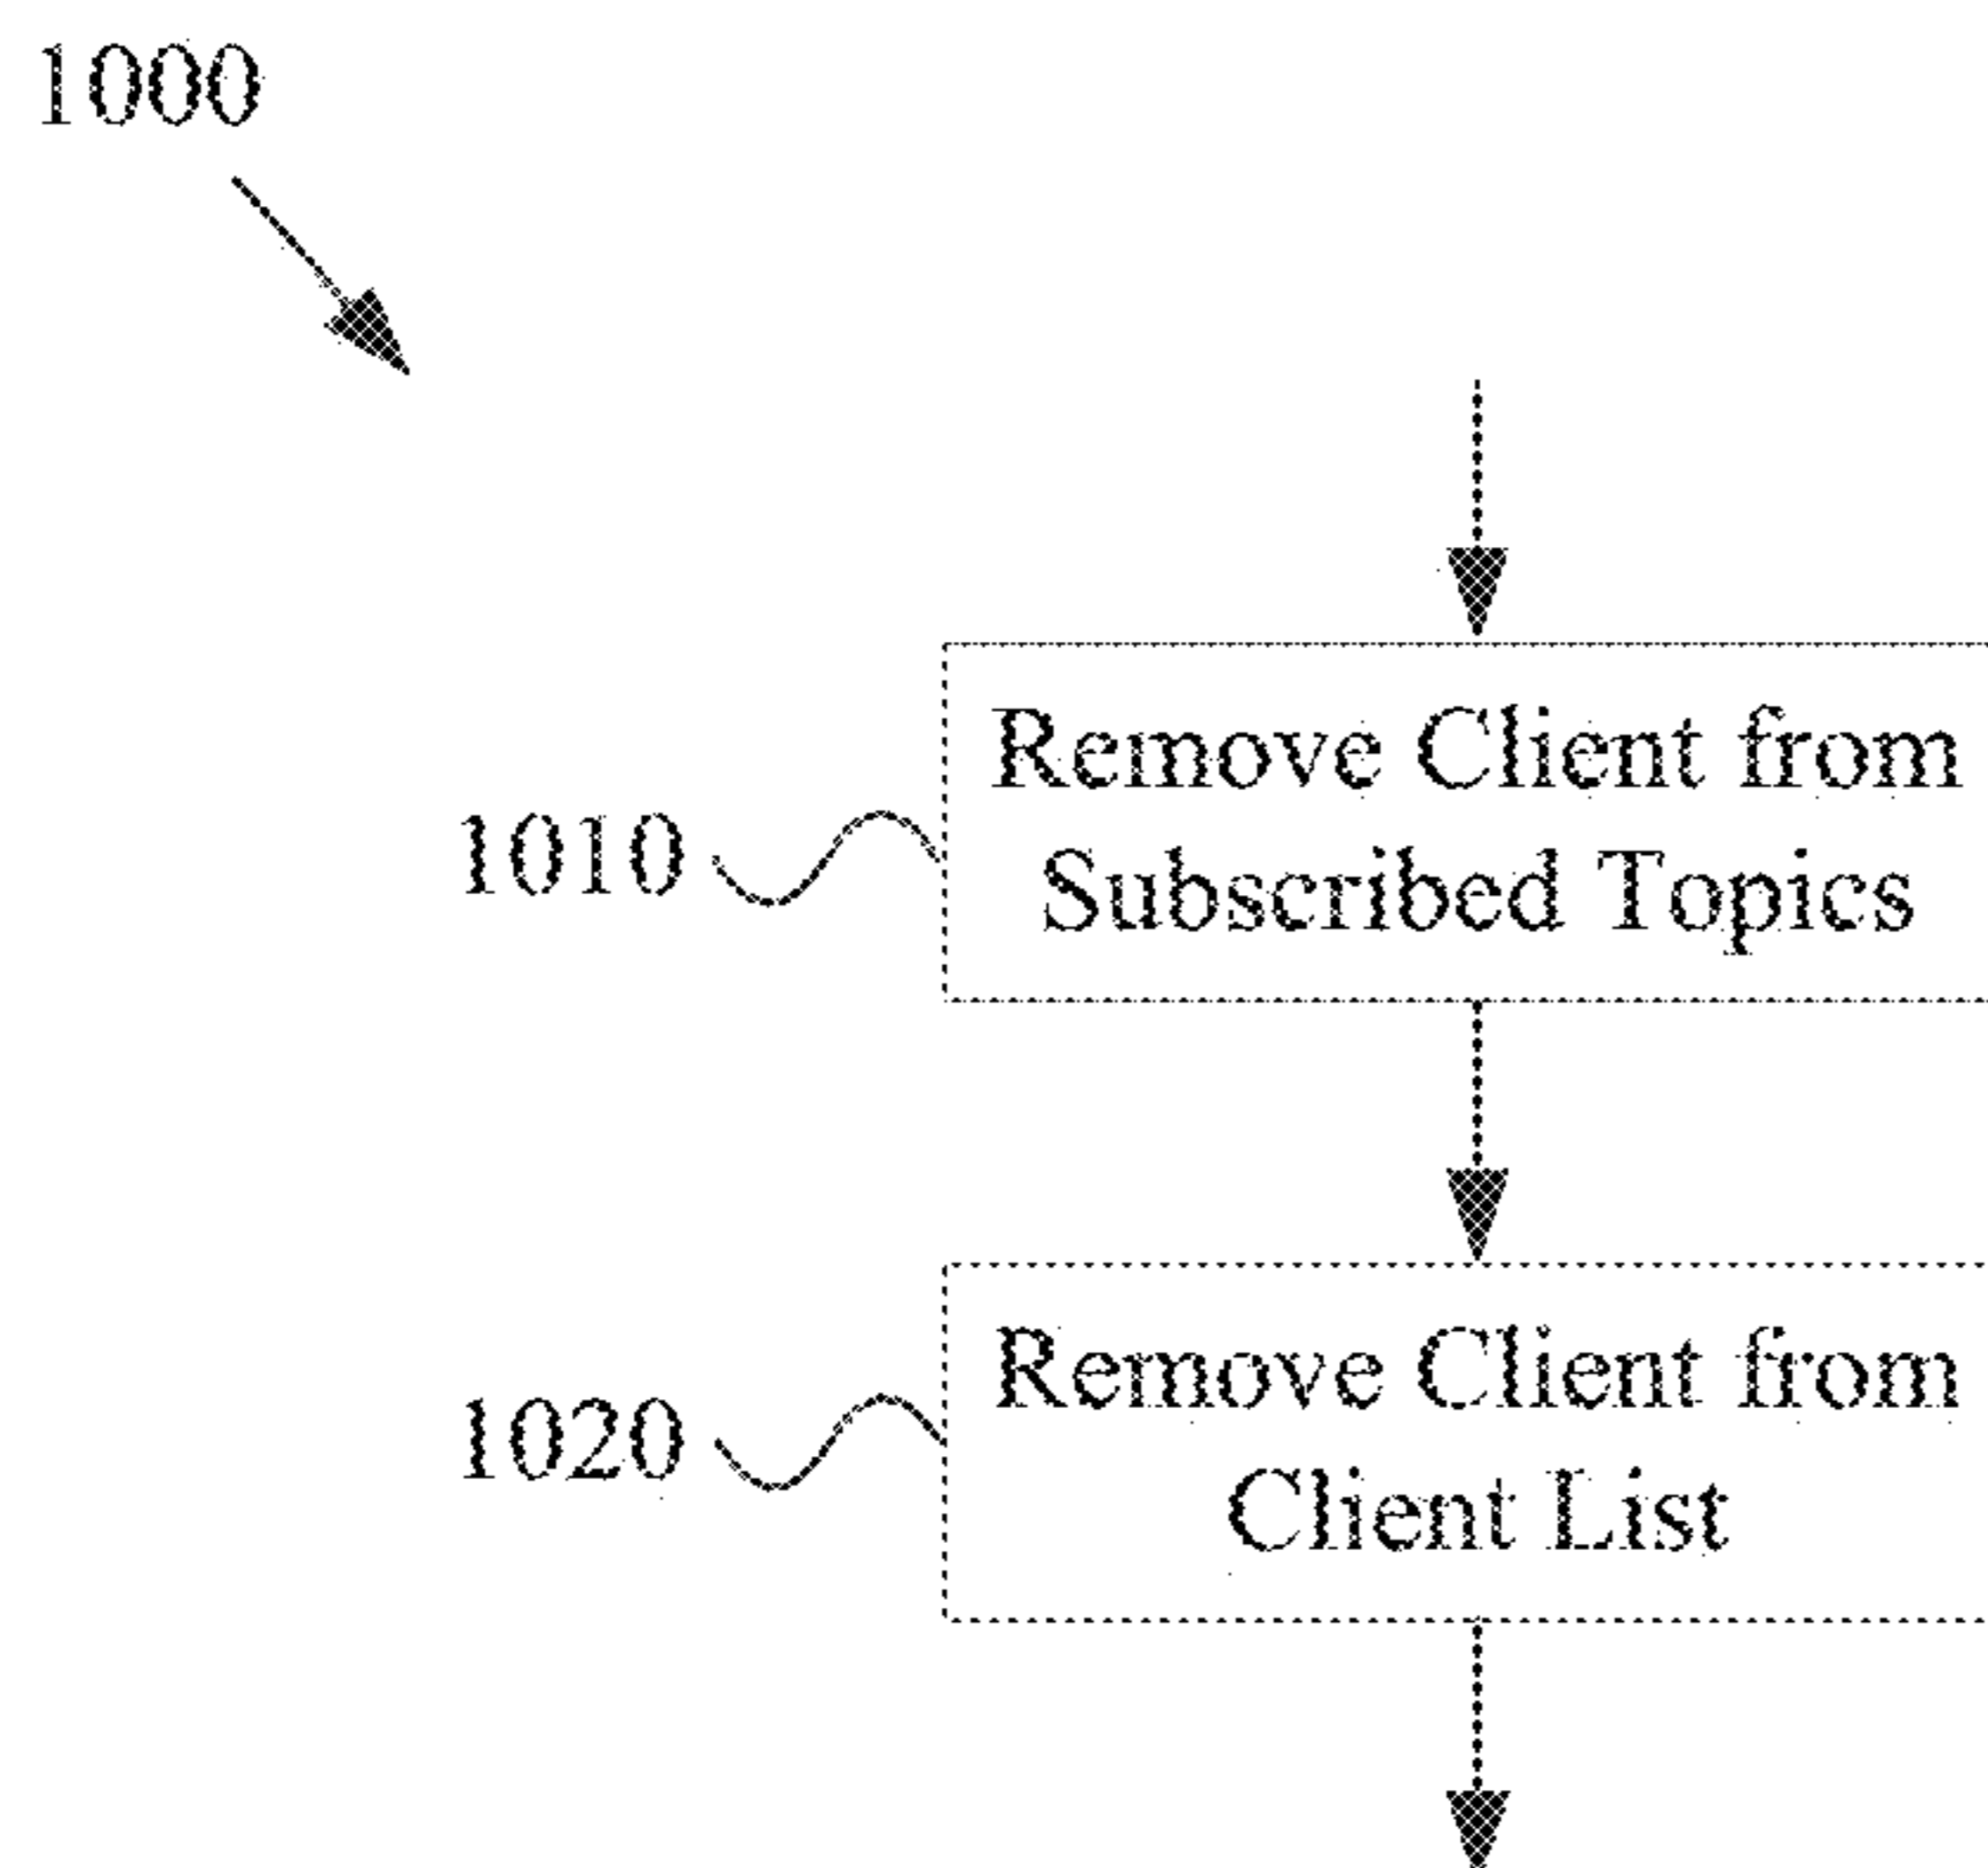 1000
Remove Client from
1010
Subscribed Topics
Remove Client from
1020
Client List